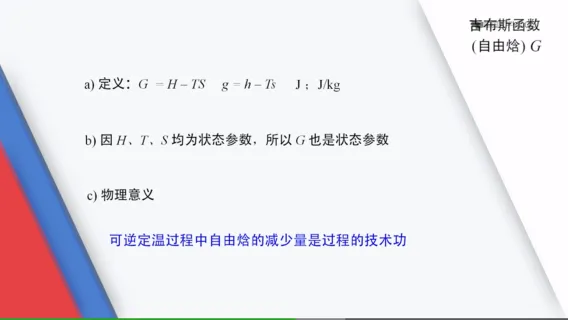 吉布斯函数
(自由焓) G
a) 定义：G = H – TS g = h – Ts J ；J/kg
b) 因 H、T、S 均为状态参数，所以 G 也是状态参数
c) 物理意义
可逆定温过程中自由焓的减少量是过程的技术功